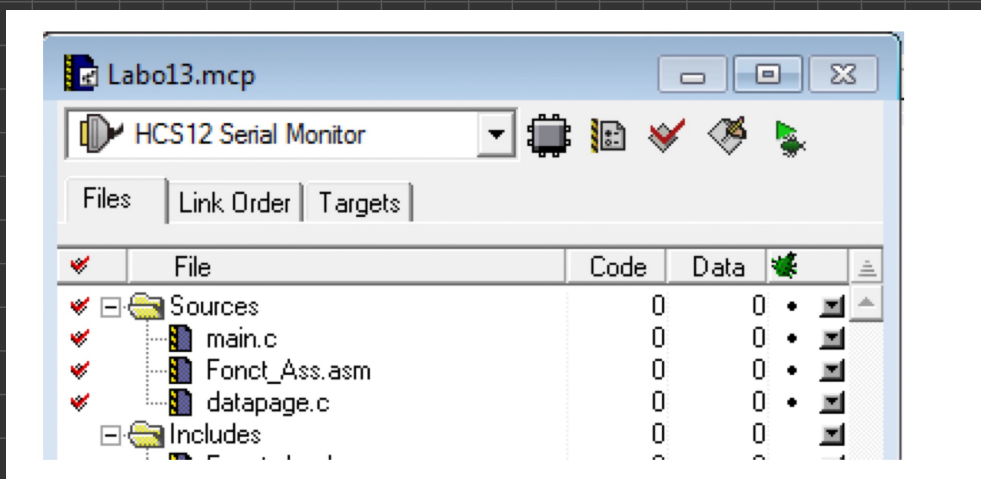 Labo13.mcp
HCS12 Serial Monitor
Files Link Order Targets
File Code Data
Sources 0 0
main.c 0 0
Fonct_Ass.asm 0 0
datapage.c 0 0
Includes 0 0